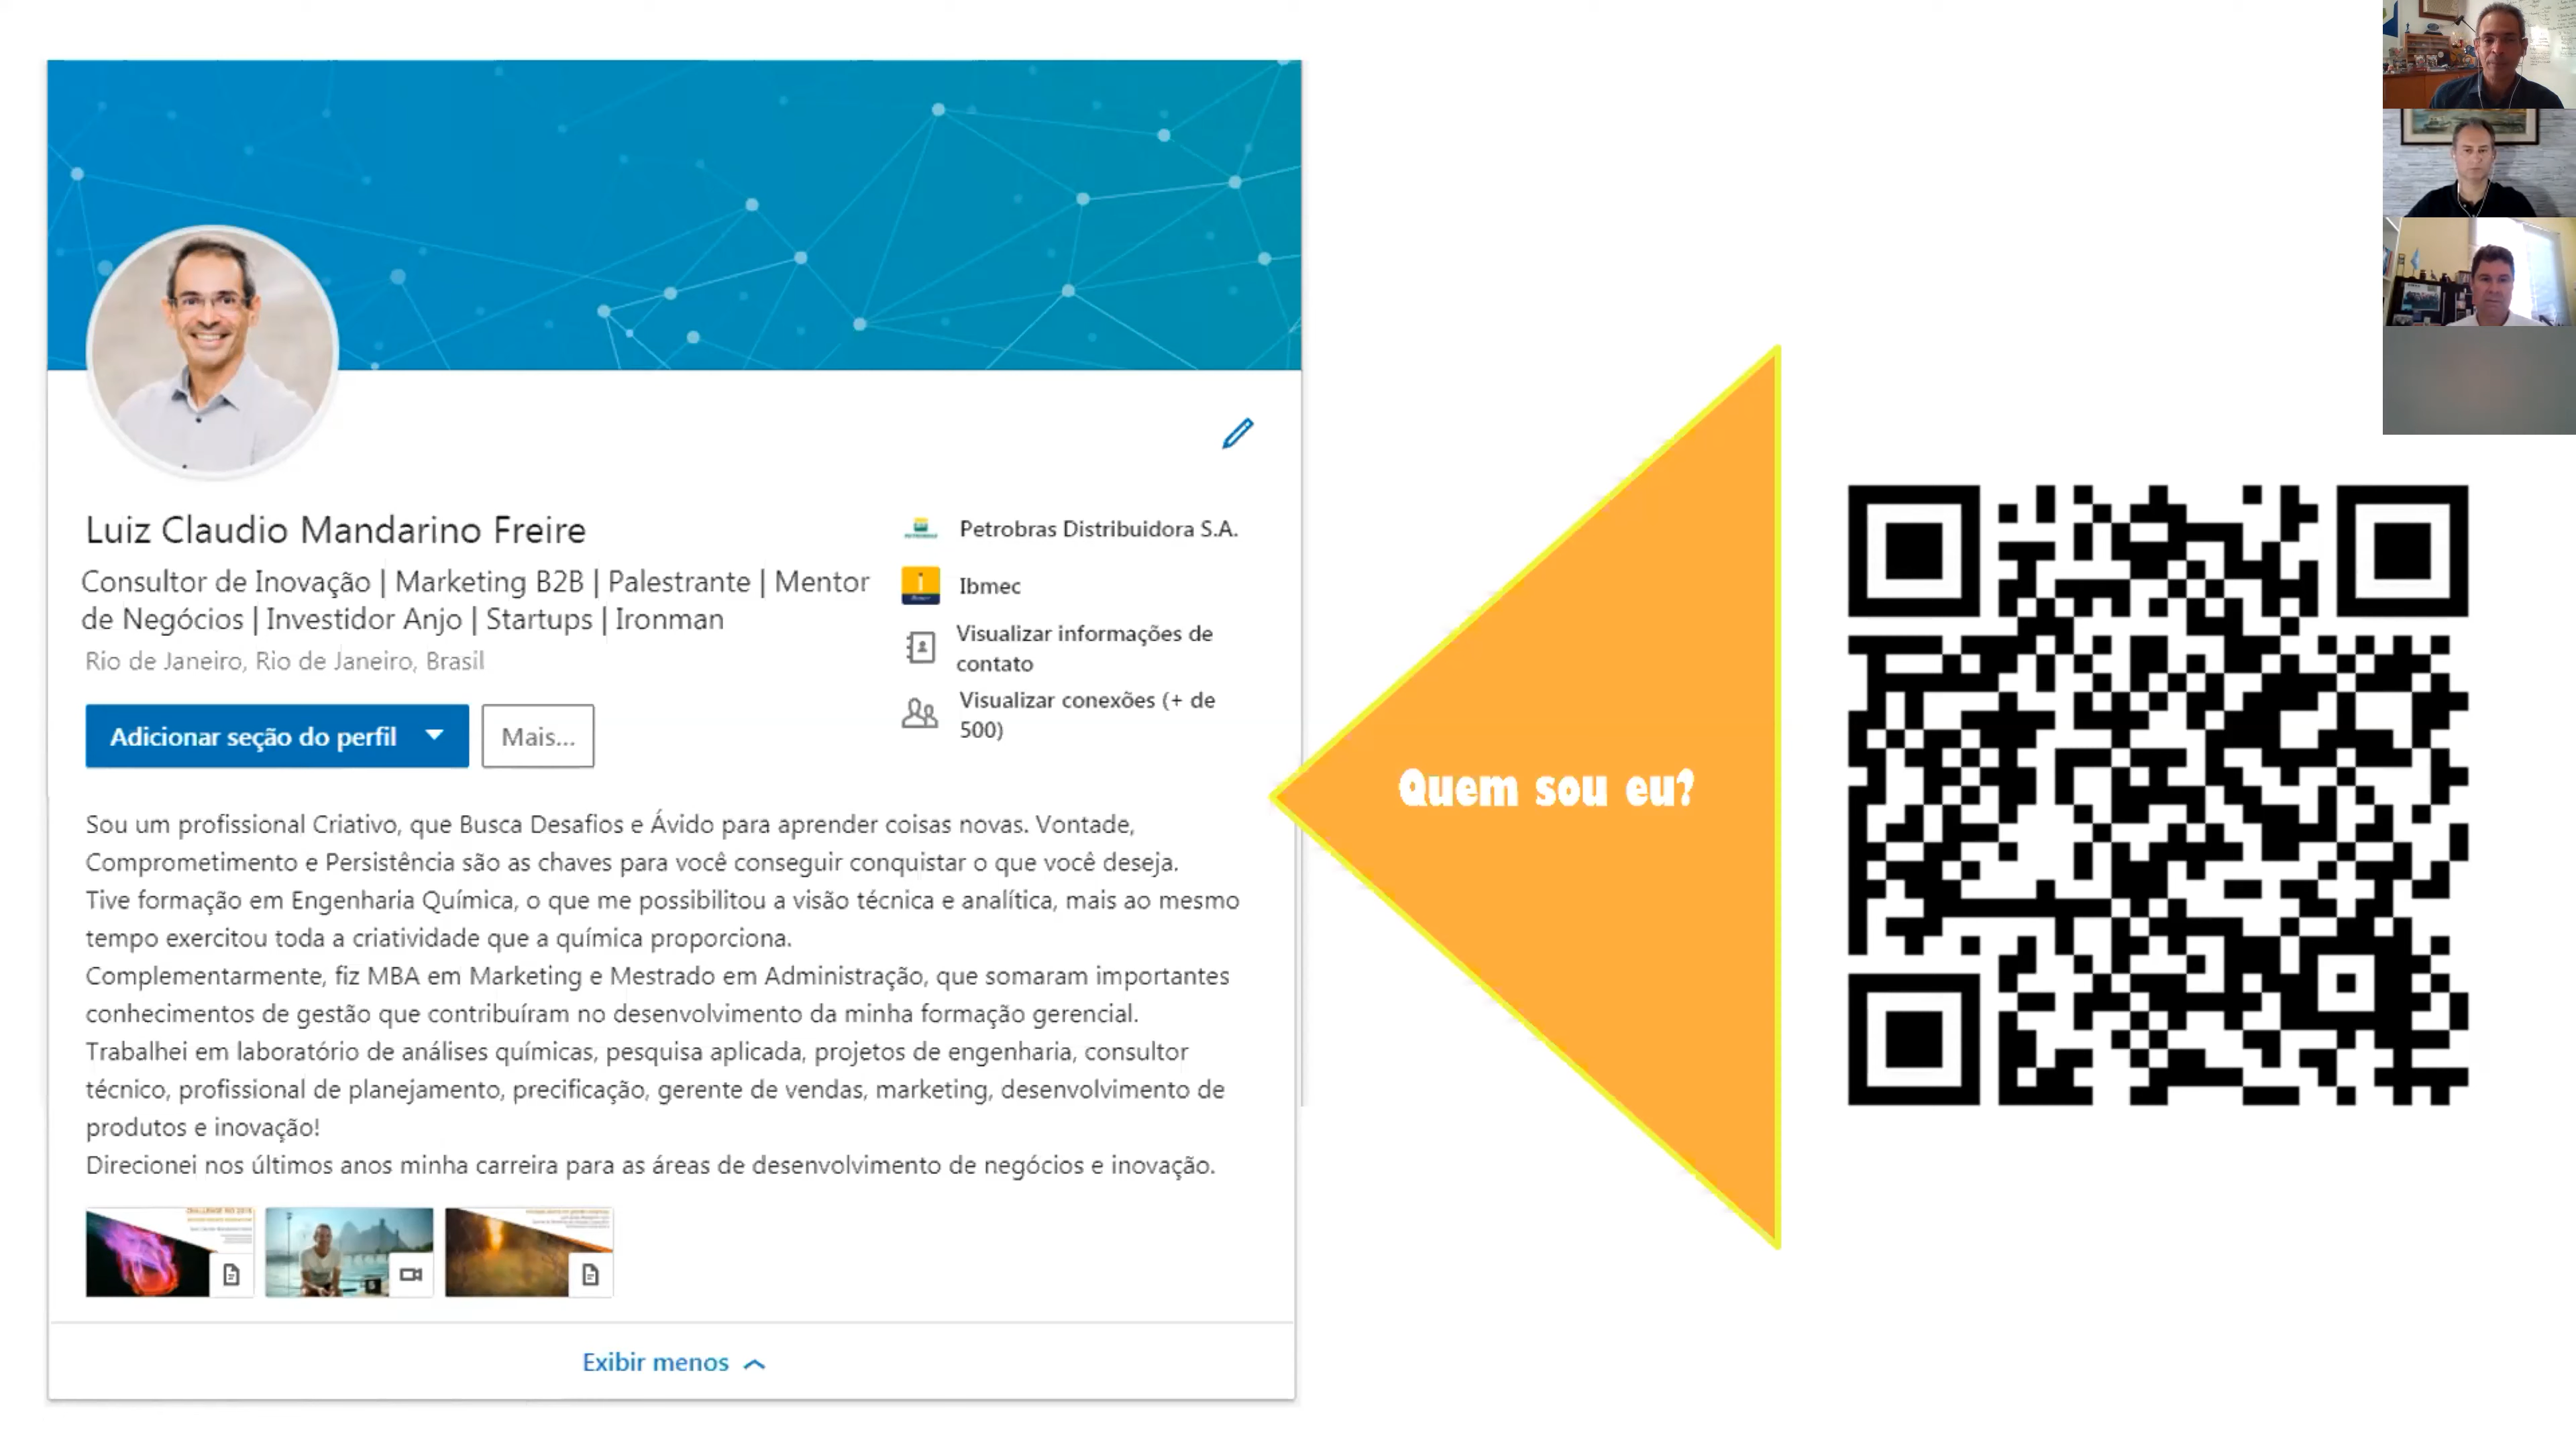 Luiz Claudio Mandarino Freire
Consultor de Inovação | Marketing B2B | Palestrante | Mentor
de Negócios | Investidor Anjo | Startups | Ironman
Rio de Janeiro, Rio de Janeiro, Brasil
Adicionar seção do perfil
Mais...
Petrobras Distribuidora S.A.
Ibmec
Visualizar informações de
contato
Visualizar conexões (+ de
500)
Sou um profissional Criativo, que Busca Desafios e Ávido para aprender coisas novas. Vontade,
Comprometimento e Persistência são as chaves para você conseguir conquistar o que você deseja.
Tive formação em Engenharia Química, o que me possibilitou a visão técnica e analítica, mais ao mesmo
tempo exercitou toda a criatividade que a química proporciona.
Complementarmente, fiz MBA em Marketing e Mestrado em Administração, que somaram importantes
conhecimentos de gestão que contribuíram no desenvolvimento da minha formação gerencial.
Trabalhei em laboratório de análises químicas, pesquisa aplicada, projetos de engenharia, consultor
técnico, profissional de planejamento, precificação, gerente de vendas, marketing, desenvolvimento de
produtos e inovação!
Direcionei nos últimos anos minha carreira para as áreas de desenvolvimento de negócios e inovação.
Exibir menos
Quem sou eu?